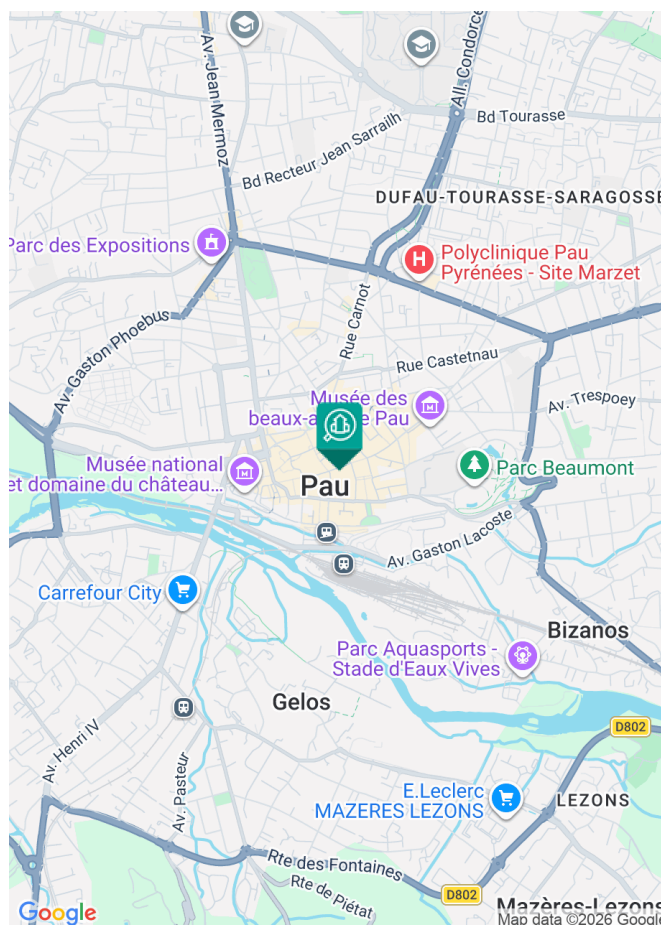 Av. Jean Mermoz
All. Condorce
Bd Tourasse
Bd Recteur Jean Sarrailh
DUFAU-TOURASSE-SARAGOSSE
Parc des Expositions
H
Polyclinique Pau
Pyrénées - Site Marzet
Rue Carnot
Av. Gaston Phoebus
Rue Castetnau
Musée des
beaux-a e Pau
Av. Trespoey
Musée national
et domaine du château...
Parc Beaumont
Pau
Av. Gaston Lacoste
Carrefour City
Bizanos
Parc Aquasports -
Stade d'Eaux Vives
Gelos
D802
Av. Henri IV
Av. Pasteur
E.Leclerc
MAZERES LEZONS
LEZONS
Rte des Fontaines
Rte de Piétat
D802
Mazères-Lezons
Google
Map data ©2026 Google